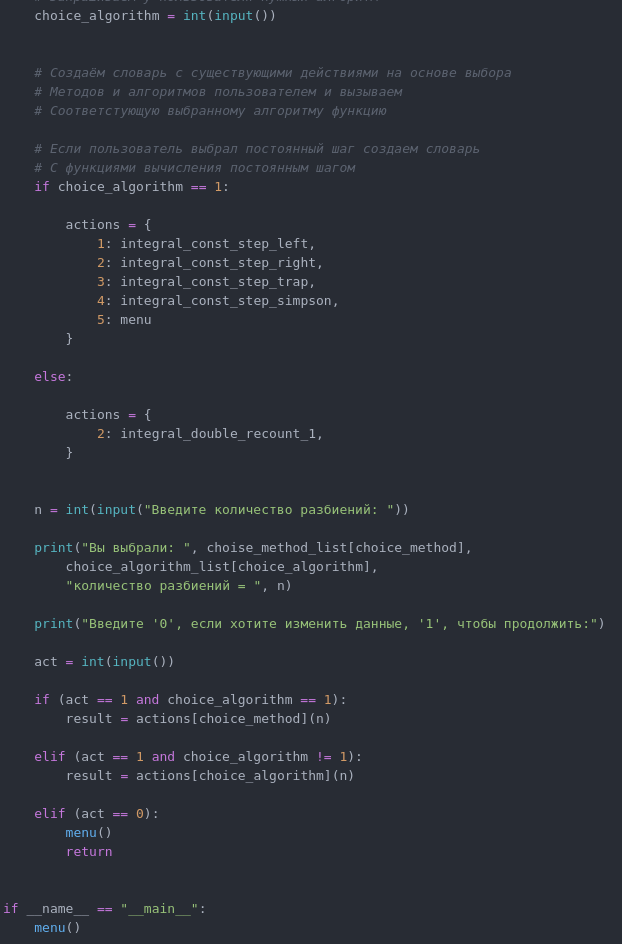 choice_algorithm = int(input())
# Создаём словарь с существующими действиями на основе выбора
# Методов и алгоритмов пользователем и вызываем
# Соответстующую выбранному алгоритму функцию
# Если пользователь выбрал постоянный шаг создаем словарь
# С функциями вычисления постоянным шагом
if choice_algorithm == 1:
actions = {
1: integral_const_step_left,
2: integral_const_step_right,
3: integral_const_step_trap,
4: integral_const_step_simpson,
5: menu
}
else:
actions = {
2: integral_double_recount_1,
}
n = int(input("Введите количество разбиений: "))
print("Вы выбрали: ", choise_method_list[choice_method],
choice_algorithm_list[choice_algorithm],
"количество разбиений = ", n)
print("Введите '0', если хотите изменить данные, '1', чтобы продолжить:")
act = int(input())
if (act == 1 and choice_algorithm == 1):
result = actions[choice_method](n)
elif (act == 1 and choice_algorithm != 1):
result = actions[choice_algorithm](n)
elif (act == 0):
menu()
return
if __name__ == "__main__":
menu()